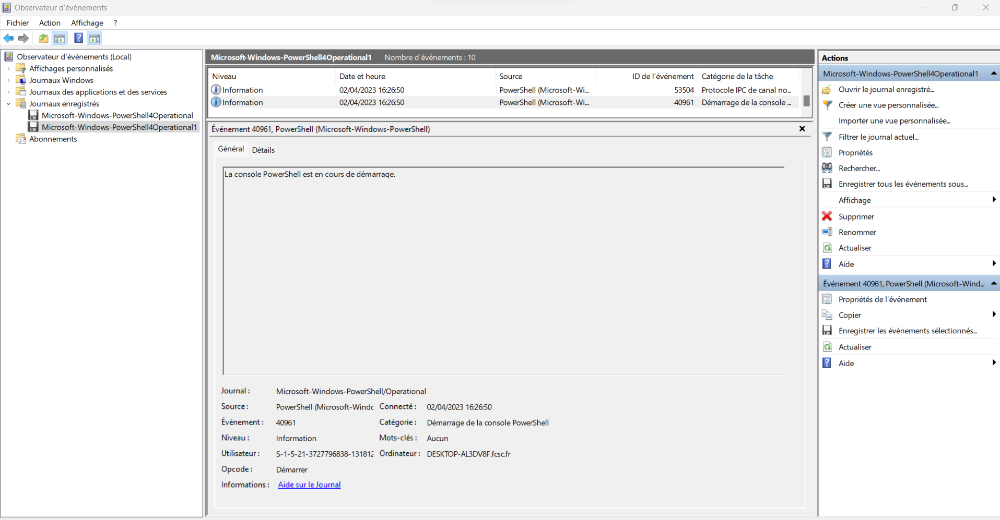 Observateur d'événements
Fichier Action Affichage ?
Observateur d'événements (Local)
Affichages personnalisés
Journaux Windows
Journaux des applications et des services
Journaux enregistrés
Microsoft-Windows-PowerShell4Operational
Microsoft-Windows-PowerShell4Operational1
Abonnements
Microsoft-Windows-PowerShell4Operational1 Nombre d'événements : 10
Niveau Date et heure Source ID de l'événement Catégorie de la tâche
Information 02/04/2023 16:26:50 PowerShell (Microsoft-Wi... 53504 Protocole IPC de canal no...
Information 02/04/2023 16:26:50 PowerShell (Microsoft-Wi... 40961 Démarrage de la console ...
Événement 40961, PowerShell (Microsoft-Windows-PowerShell)
Général Détails
La console PowerShell est en cours de démarrage.
Journal : Microsoft-Windows-PowerShell/Operational
Source : PowerShell (Microsoft-Windo Connecté : 02/04/2023 16:26:50
Événement : 40961 Catégorie : Démarrage de la console PowerShell
Niveau : Information Mots-clés : Aucun
Utilisateur : S-1-5-21-3727796838-131812 Ordinateur : DESKTOP-AL3DV8F.fcsc.fr
Opcode : Démarrer
Informations : Aide sur le Journal
Actions
Microsoft-Windows-PowerShell4Operational1
Ouvrir le journal enregistré...
Créer une vue personnalisée...
Importer une vue personnalisée...
Filtrer le journal actuel...
Propriétés
Rechercher...
Enregistrer tous les événements sous...
Affichage
Supprimer
Renommer
Actualiser
Aide
Événement 40961, PowerShell (Microsoft-Wind...
Propriétés de l'événement
Copier
Enregistrer les événements sélectionnés...
Actualiser
Aide